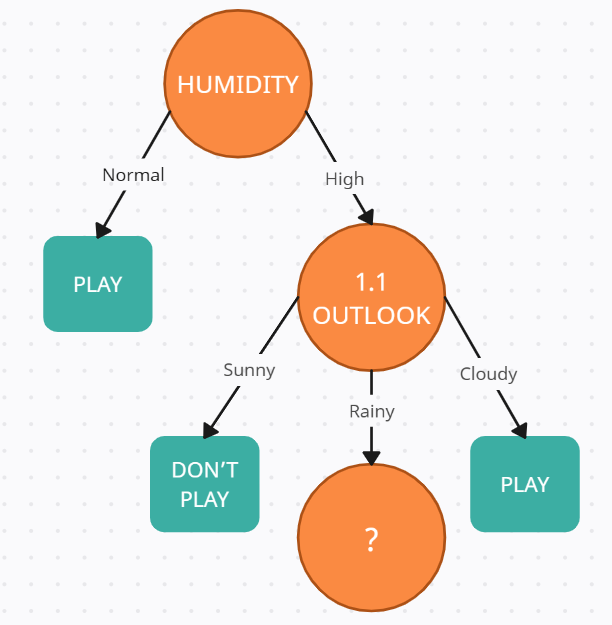 HUMIDITY
Normal
High
PLAY
1.1
OUTLOOK
Sunny
Rainy
Cloudy
DON'T
PLAY
?
PLAY